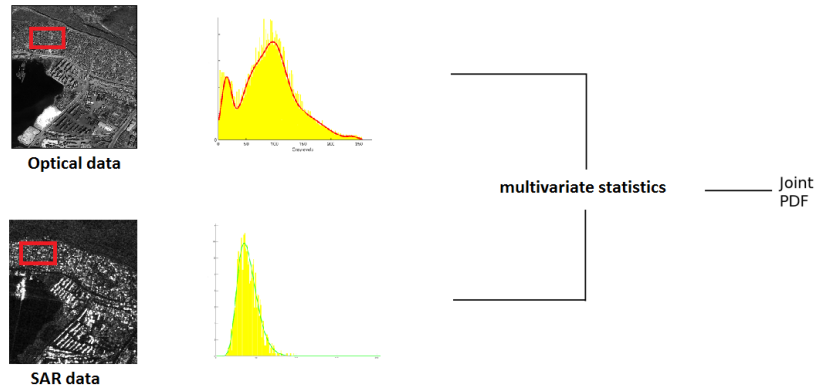 Optical data
multivariate statistics
Joint
PDF
SAR data